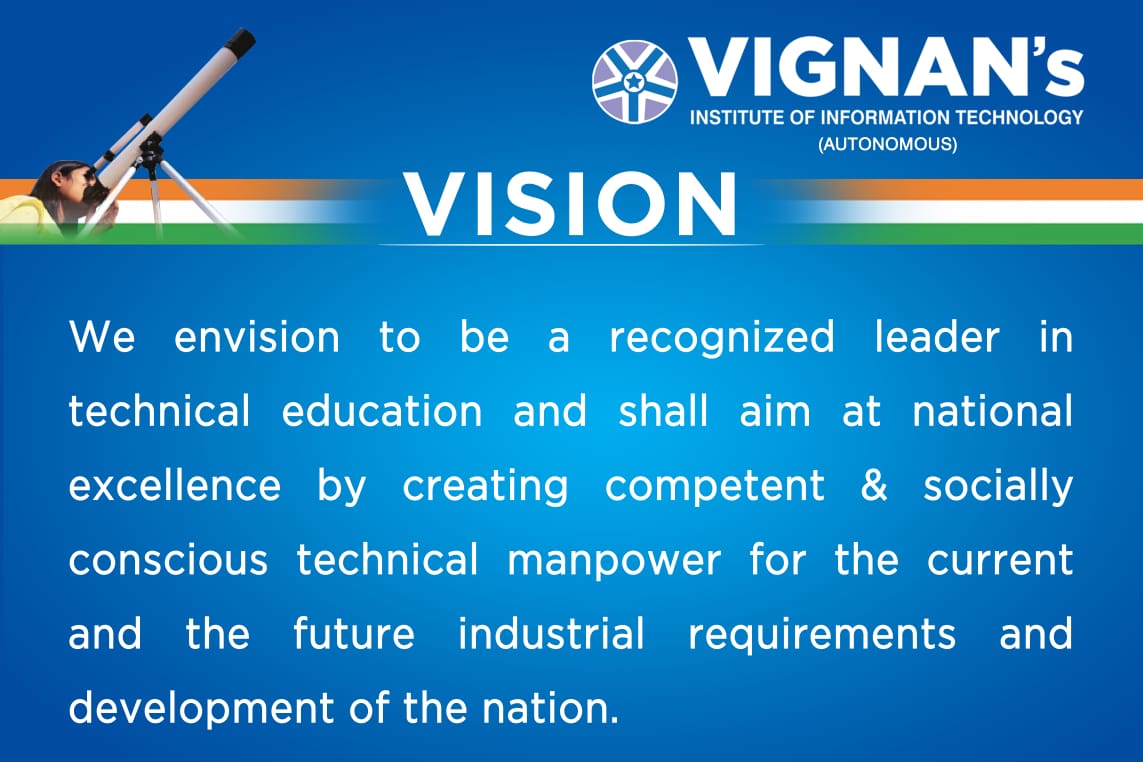 VIGNAN's
INSTITUTE OF INFORMATION TECHNOLOGY
(AUTONOMOUS)
VISION
We envision to be a recognized leader in
technical education and shall aim at national
excellence by creating competent & socially
conscious technical manpower for the current
and the future industrial requirements and
development of the nation.